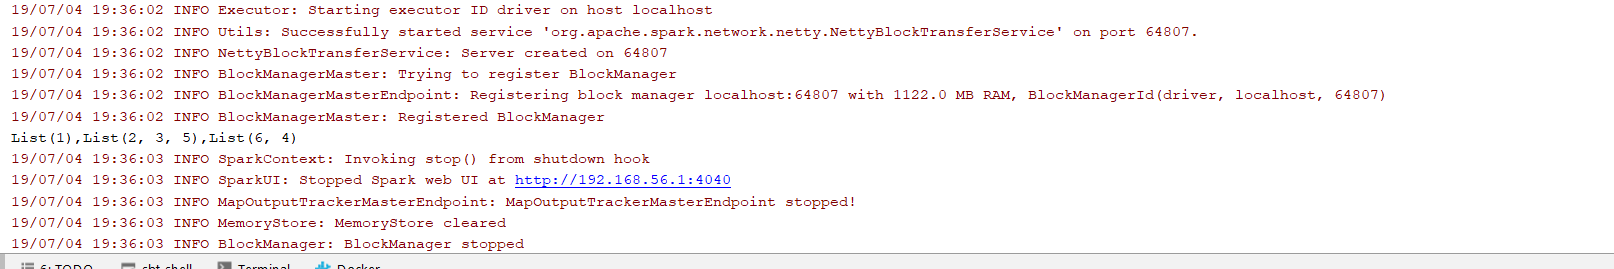 19/07/04 19:36:02 INFO Executor: Starting executor ID driver on host localhost
19/07/04 19:36:02 INFO Utils: Successfully started service 'org.apache.spark.network.netty.NettyBlockTransferService' on port 64807.
19/07/04 19:36:02 INFO NettyBlockTransferService: Server created on 64807
19/07/04 19:36:02 INFO BlockManagerMaster: Trying to register BlockManager
19/07/04 19:36:02 INFO BlockManagerMasterEndpoint: Registering block manager localhost:64807 with 1122.0 MB RAM, BlockManagerId(driver, localhost, 64807)
19/07/04 19:36:02 INFO BlockManagerMaster: Registered BlockManager
List(1),List(2, 3, 5),List(6, 4)
19/07/04 19:36:03 INFO SparkContext: Invoking stop() from shutdown hook
19/07/04 19:36:03 INFO SparkUI: Stopped Spark web UI at http://192.168.56.1:4040
19/07/04 19:36:03 INFO MapOutputTrackerMasterEndpoint: MapOutputTrackerMasterEndpoint stopped!
19/07/04 19:36:03 INFO MemoryStore: MemoryStore cleared
19/07/04 19:36:03 INFO BlockManager: BlockManager stopped
6: TODO sbt shell Terminal Docker